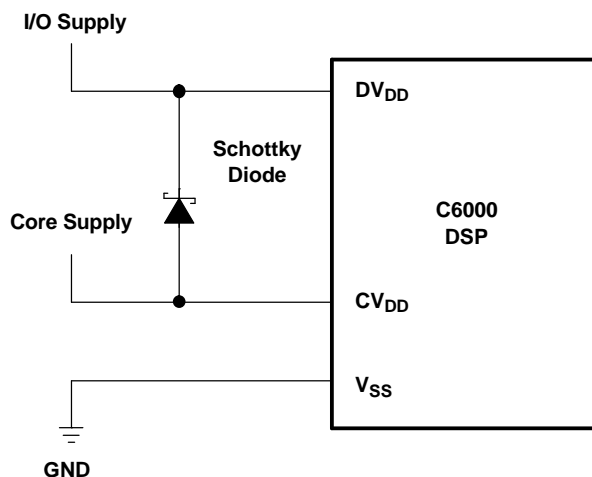 I/O Supply
DVDD
Schottky
Diode
C6000
DSP
Core Supply
CVDD
VSS
GND